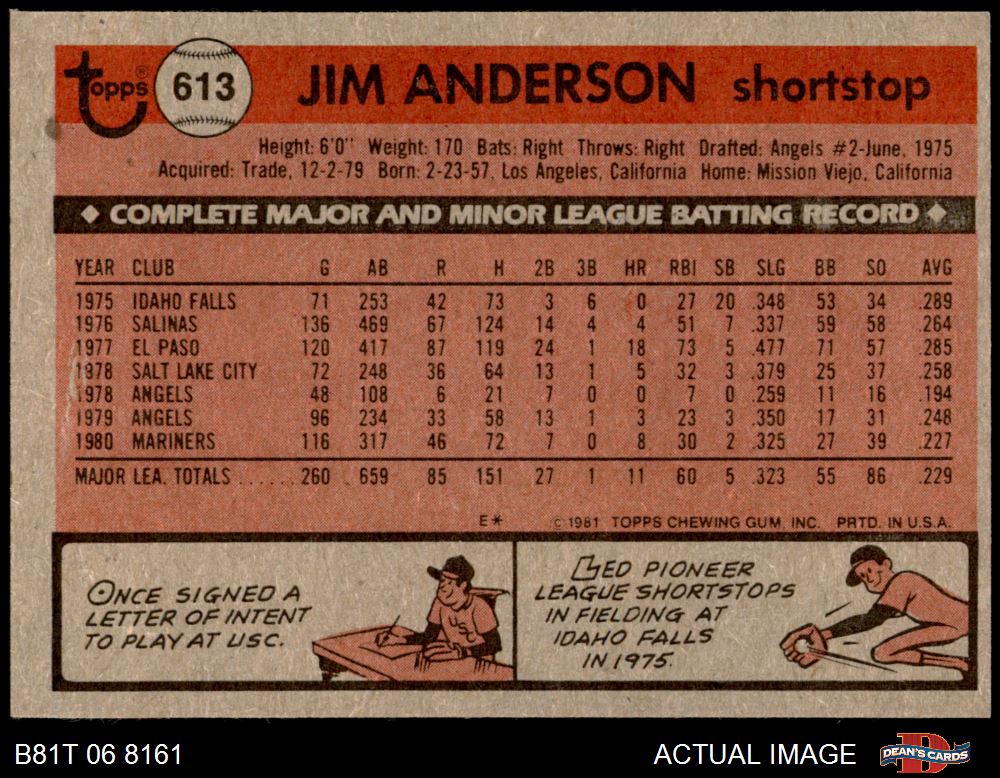 topps® 613 JIM ANDERSON shortstop
Height: 6'0" Weight: 170 Bats: Right Throws: Right Drafted: Angels #2-June, 1975
Acquired: Trade, 12-2-79 Born: 2-23-57, Los Angeles, California Home: Mission Viejo, California
◆ COMPLETE MAJOR AND MINOR LEAGUE BATTING RECORD ◆
YEAR CLUB G AB R H 2B 3B HR RBI SB SLG BB SO AVG
1975 IDAHO FALLS 71 253 42 73 3 6 0 27 20 .348 53 34 .289
1976 SALINAS 136 469 67 124 14 4 4 51 7 .337 59 58 .264
1977 EL PASO 120 417 87 119 24 1 18 73 5 .477 71 57 .285
1978 SALT LAKE CITY 72 248 36 64 13 1 5 32 3 .379 25 37 .258
1978 ANGELS 48 108 6 21 7 0 0 7 0 .259 11 16 .194
1979 ANGELS 96 234 33 58 13 1 3 23 3 .350 17 31 .248
1980 MARINERS 116 317 46 72 7 0 8 30 2 .325 27 39 .227
MAJOR LEA. TOTALS ...... 260 659 85 151 27 1 11 60 5 .323 55 86 .229
E* © 1981 TOPPS CHEWING GUM, INC. PRTD. IN U.S.A.
ONCE SIGNED A
LETTER OF INTENT
TO PLAY AT USC.
USC
LED PIONEER
LEAGUE SHORTSTOPS
IN FIELDING AT
IDAHO FALLS
IN 1975.
B81T 06 8161 ACTUAL IMAGE DEAN'S CARDS